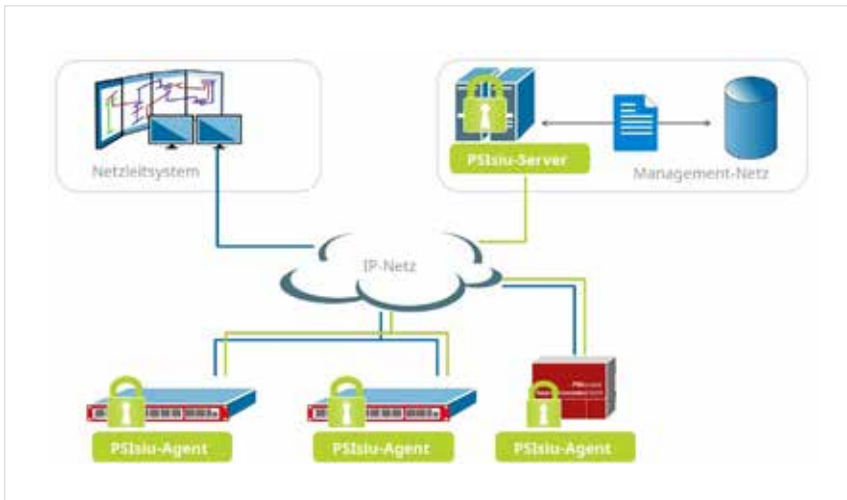 Netzleitsystem
PSIsiu-Server
Management-Netz
IP-Netz
PSIsiu-Agent
PSIsiu-Agent
PSIsiu-Agent